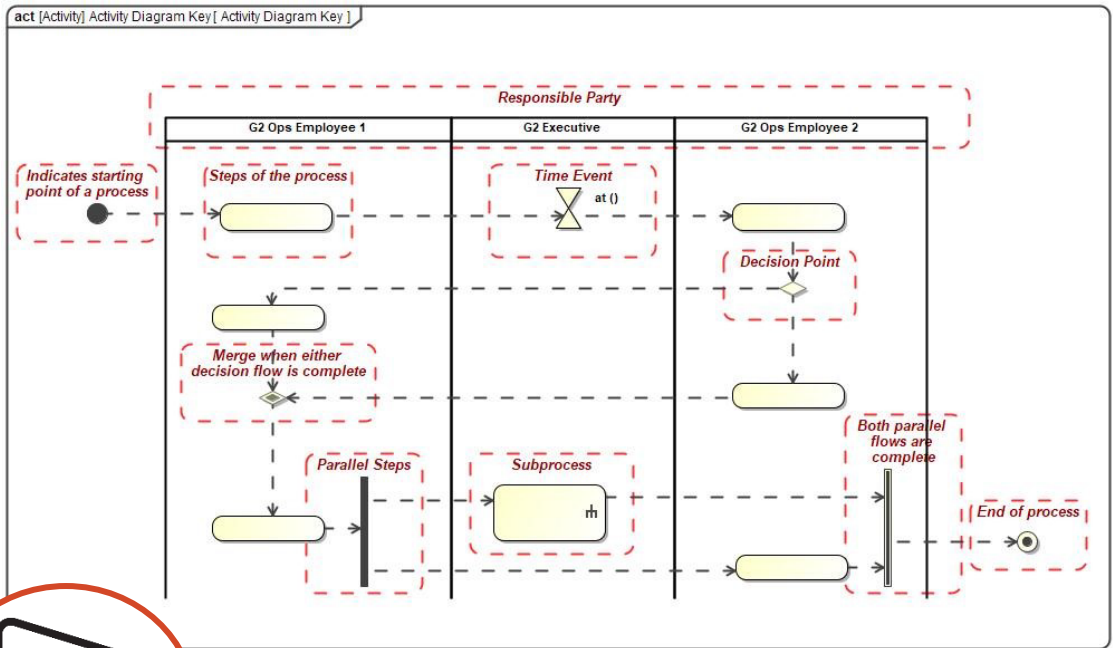 act [Activity] Activity Diagram Key[ Activity Diagram Key ]
Responsible Party
G2 Ops Employee 1
G2 Executive
G2 Ops Employee 2
Indicates starting
point of a process
Steps of the process
Time Event
at ()
Decision Point
Merge when either
decision flow is complete
Both parallel
flows are
complete
Parallel Steps
Subprocess
End of process